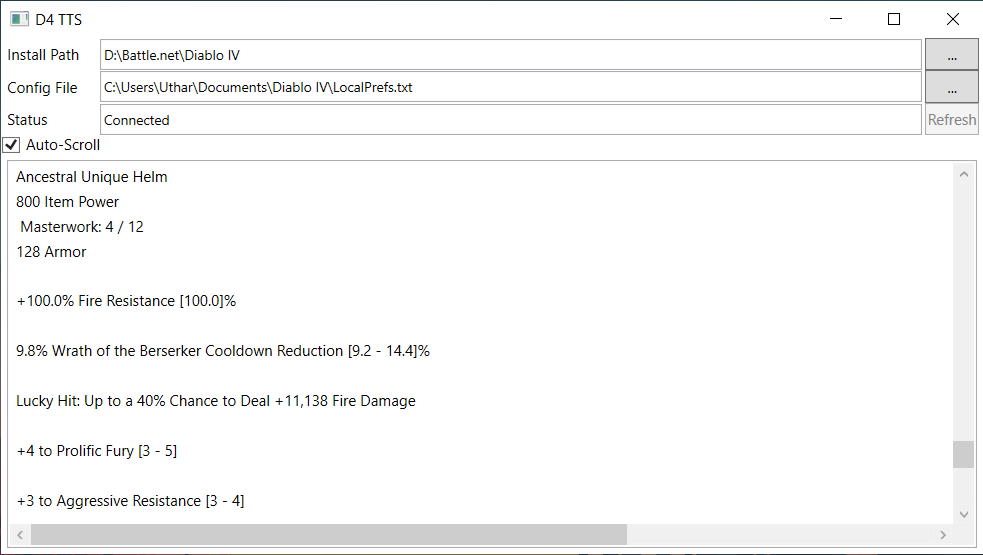 D4 TTS
Install Path D:\Battle.net\Diablo IV ...
Config File C:\Users\Uthar\Documents\Diablo IV\LocalPrefs.txt ...
Status Connected Refresh
Auto-Scroll
Ancestral Unique Helm
800 Item Power
Masterwork: 4 / 12
128 Armor
+100.0% Fire Resistance [100.0]%
9.8% Wrath of the Berserker Cooldown Reduction [9.2 - 14.4]%
Lucky Hit: Up to a 40% Chance to Deal +11,138 Fire Damage
+4 to Prolific Fury [3 - 5]
+3 to Aggressive Resistance [3 - 4]